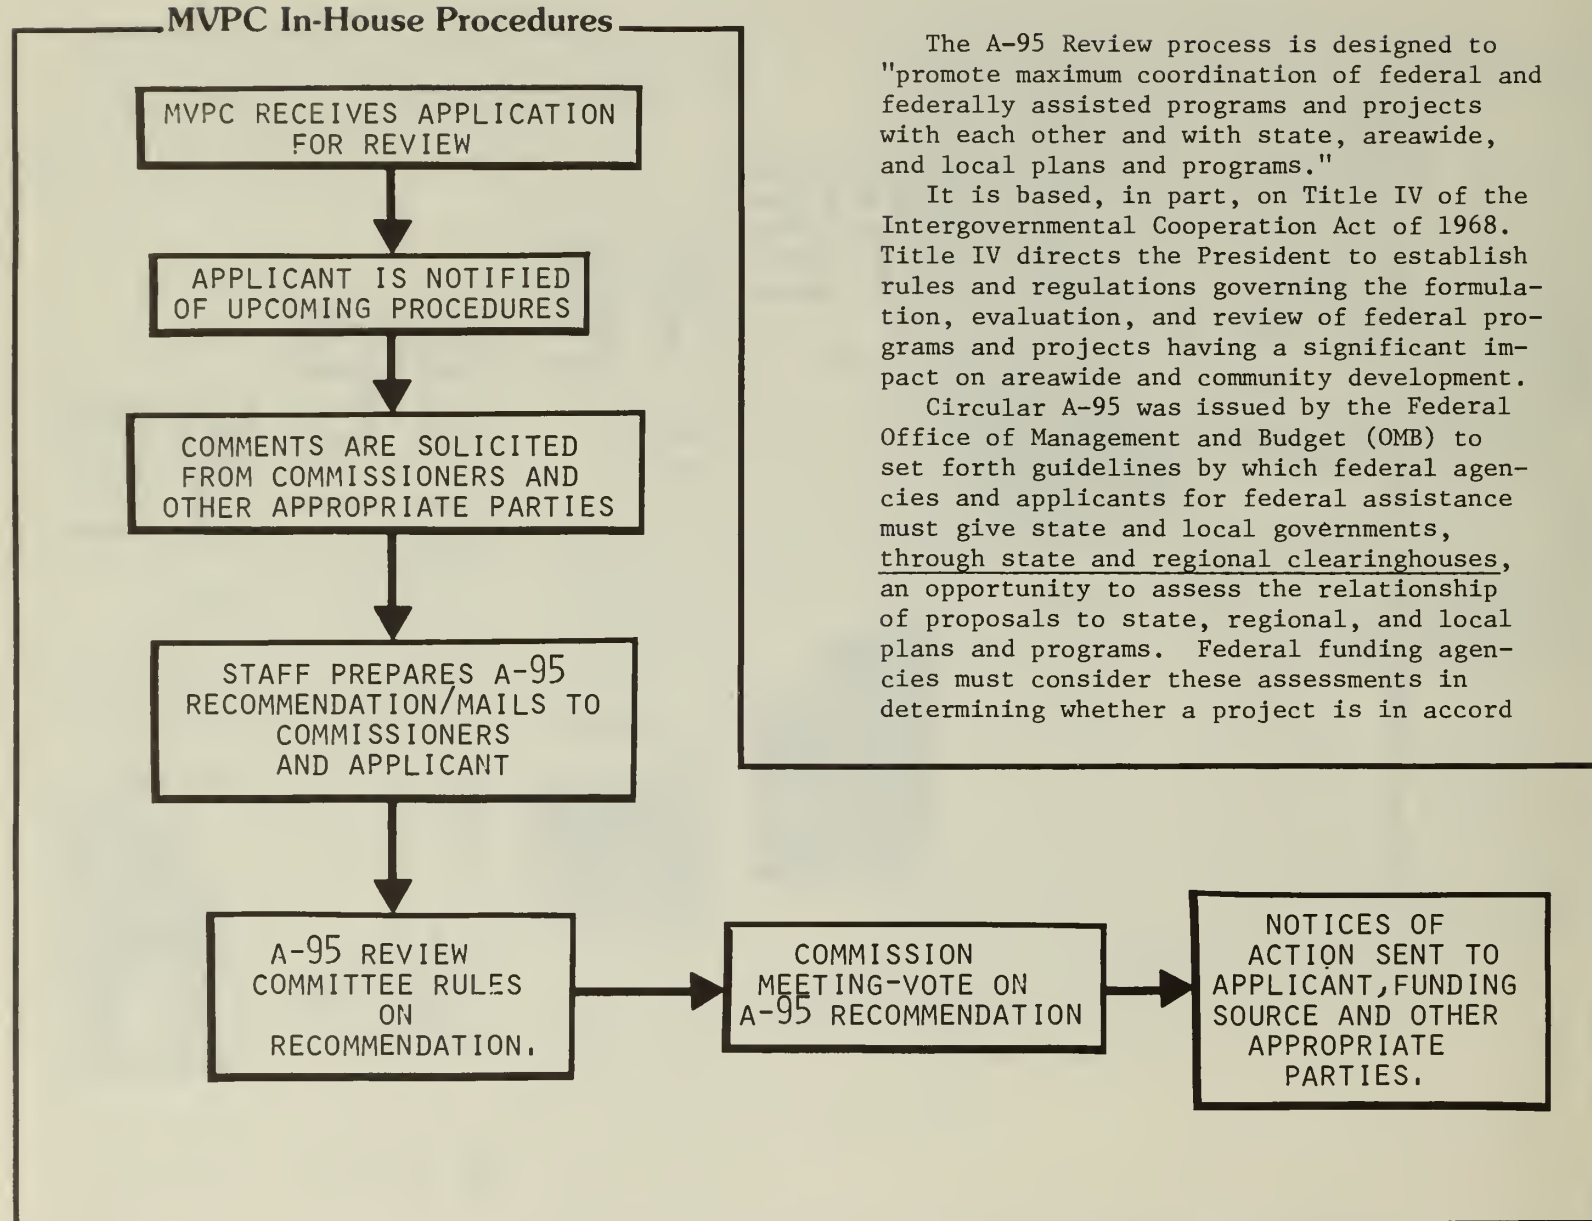 MVPC In-House Procedures
MVPC RECEIVES APPLICATION
FOR REVIEW
APPLICANT IS NOTIFIED
OF UPCOMING PROCEDURES
COMMENTS ARE SOLICITED
FROM COMMISSIONERS AND
OTHER APPROPRIATE PARTIES
STAFF PREPARES A-95
RECOMMENDATION/MAILS TO
COMMISSIONERS
AND APPLICANT
A-95 REVIEW
COMMITTEE RULES
ON
RECOMMENDATION.
COMMISSION
MEETING-VOTE ON
A-95 RECOMMENDATION
NOTICES OF
ACTION SENT TO
APPLICANT, FUNDING
SOURCE AND OTHER
APPROPRIATE
PARTIES.
The A-95 Review process is designed to
"promote maximum coordination of federal and
federally assisted programs and projects
with each other and with state, areawide,
and local plans and programs."
It is based, in part, on Title IV of the
Intergovernmental Cooperation Act of 1968.
Title IV directs the President to establish
rules and regulations governing the formula-
tion, evaluation, and review of federal pro-
grams and projects having a significant im-
pact on areawide and community development.
Circular A-95 was issued by the Federal
Office of Management and Budget (OMB) to
set forth guidelines by which federal agen-
cies and applicants for federal assistance
must give state and local governments,
through state and regional clearinghouses,
an opportunity to assess the relationship
of proposals to state, regional, and local
plans and programs. Federal funding agen-
cies must consider these assessments in
determining whether a project is in accord